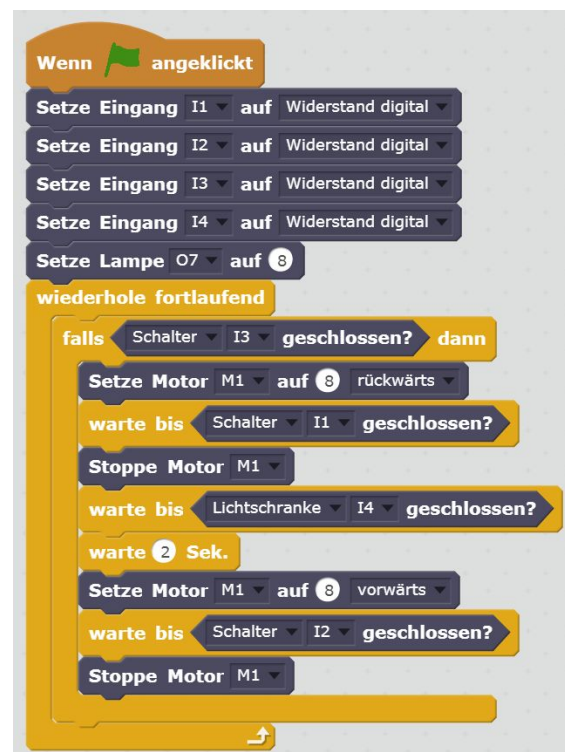 Wenn angeklickt
Setze Eingang I1 auf Widerstand digital
Setze Eingang I2 auf Widerstand digital
Setze Eingang I3 auf Widerstand digital
Setze Eingang I4 auf Widerstand digital
Setze Lampe O7 auf 8
wiederhole fortlaufend
falls Schalter I3 geschlossen? dann
Setze Motor M1 auf 8 rückwärts
warte bis Schalter I1 geschlossen?
Stoppe Motor M1
warte bis Lichtschranke I4 geschlossen?
warte 2 Sek.
Setze Motor M1 auf 8 vorwärts
warte bis Schalter I2 geschlossen?
Stoppe Motor M1